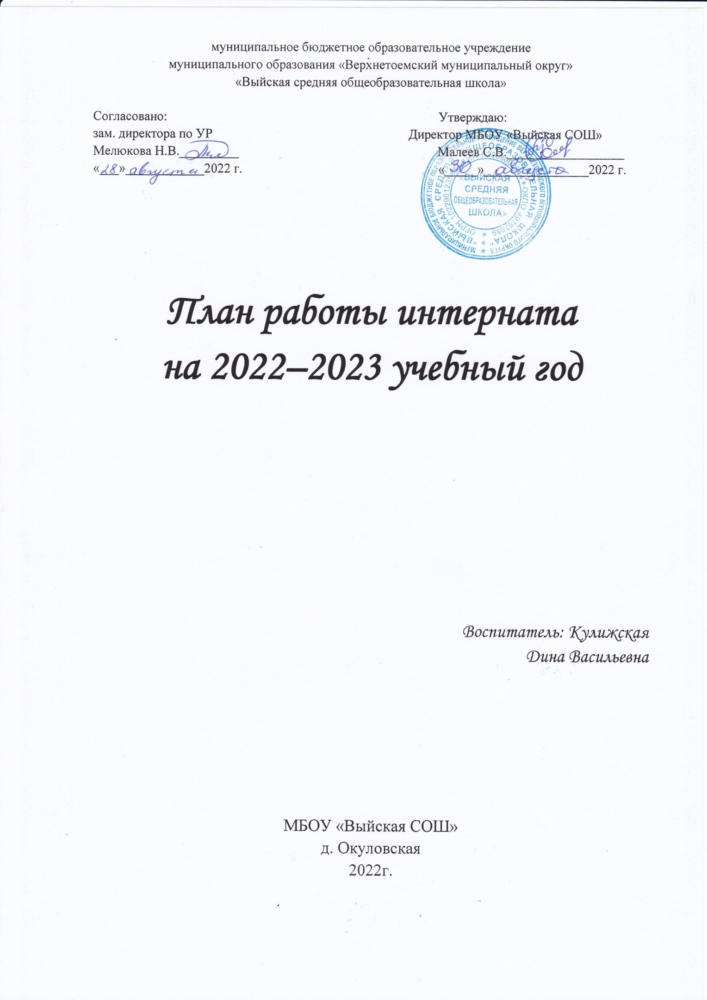 муниципальное бюджетное образовательное учреждение
муниципального образования «Верхнетоемский муниципальный округ»
«Выйская средняя общеобразовательная школа»
Согласовано:
зам. директора по УР
Мелюкова Н.В.
«28» августа 2022 г.
Утверждаю:
Директор МБОУ «Выйская СОШ»
Малеев С.В.
«30» августа 2022 г.
«ВЫЙСКАЯ
СРЕДНЯЯ
ОБЩЕОБРАЗОВАТЕЛЬНАЯ
ШКОЛА»
План работы интерната
на 2022–2023 учебный год
Воспитатель: Кулижская
Дина Васильевна
МБОУ «Выйская СОШ»
д. Окуловская
2022г.